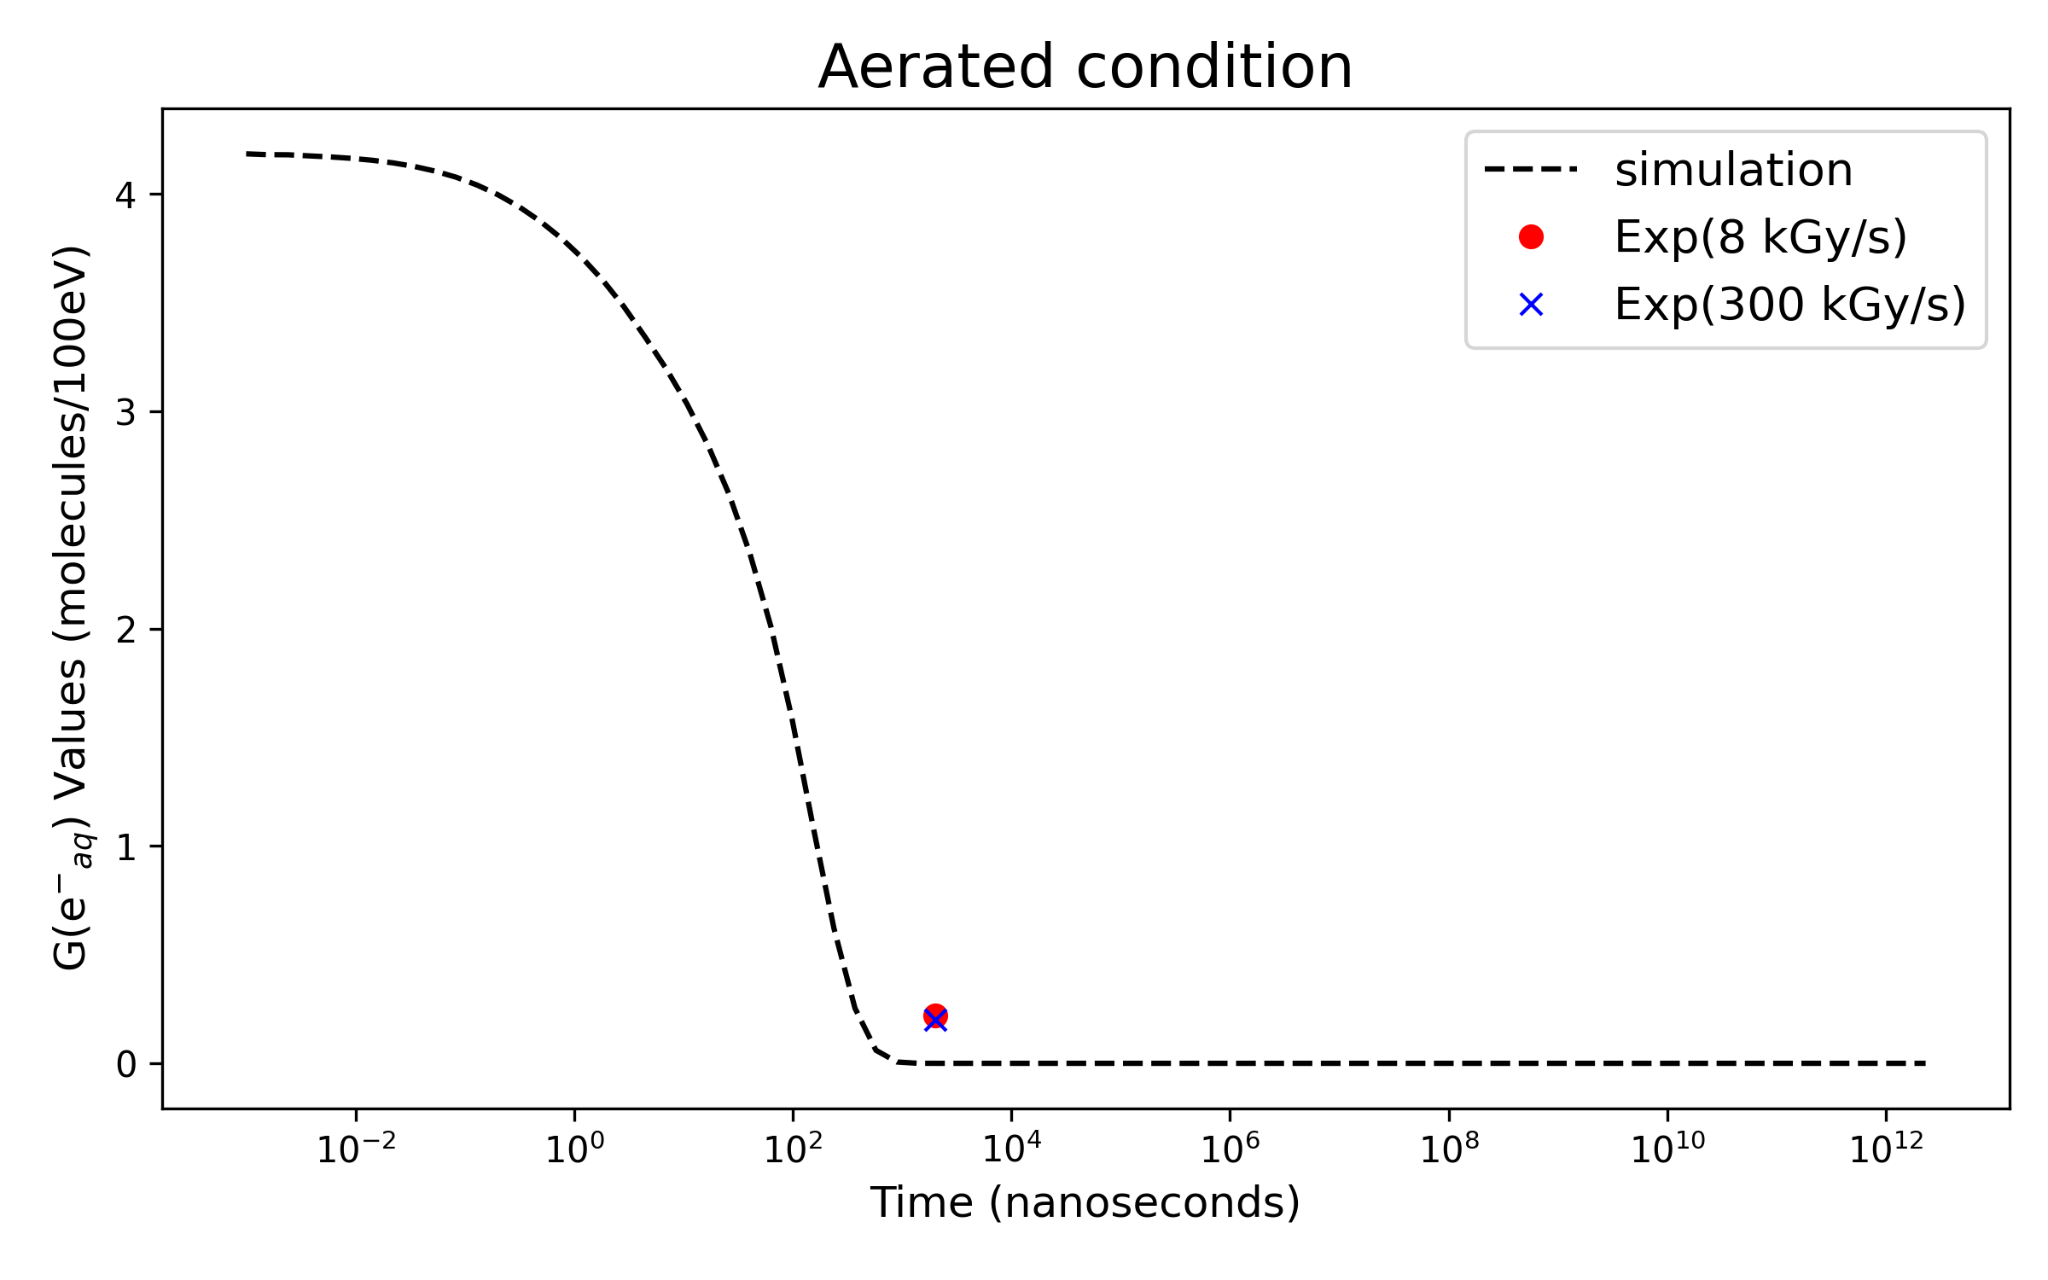 Aerated condition
simulation
Exp(8 kGy/s)
Exp(300 kGy/s)
G(e⁻aq) Values (molecules/100eV)
4
3
2
1
0
10⁻² 10⁰ 10² 10⁴ 10⁶ 10⁸ 10¹⁰ 10¹²
Time (nanoseconds)